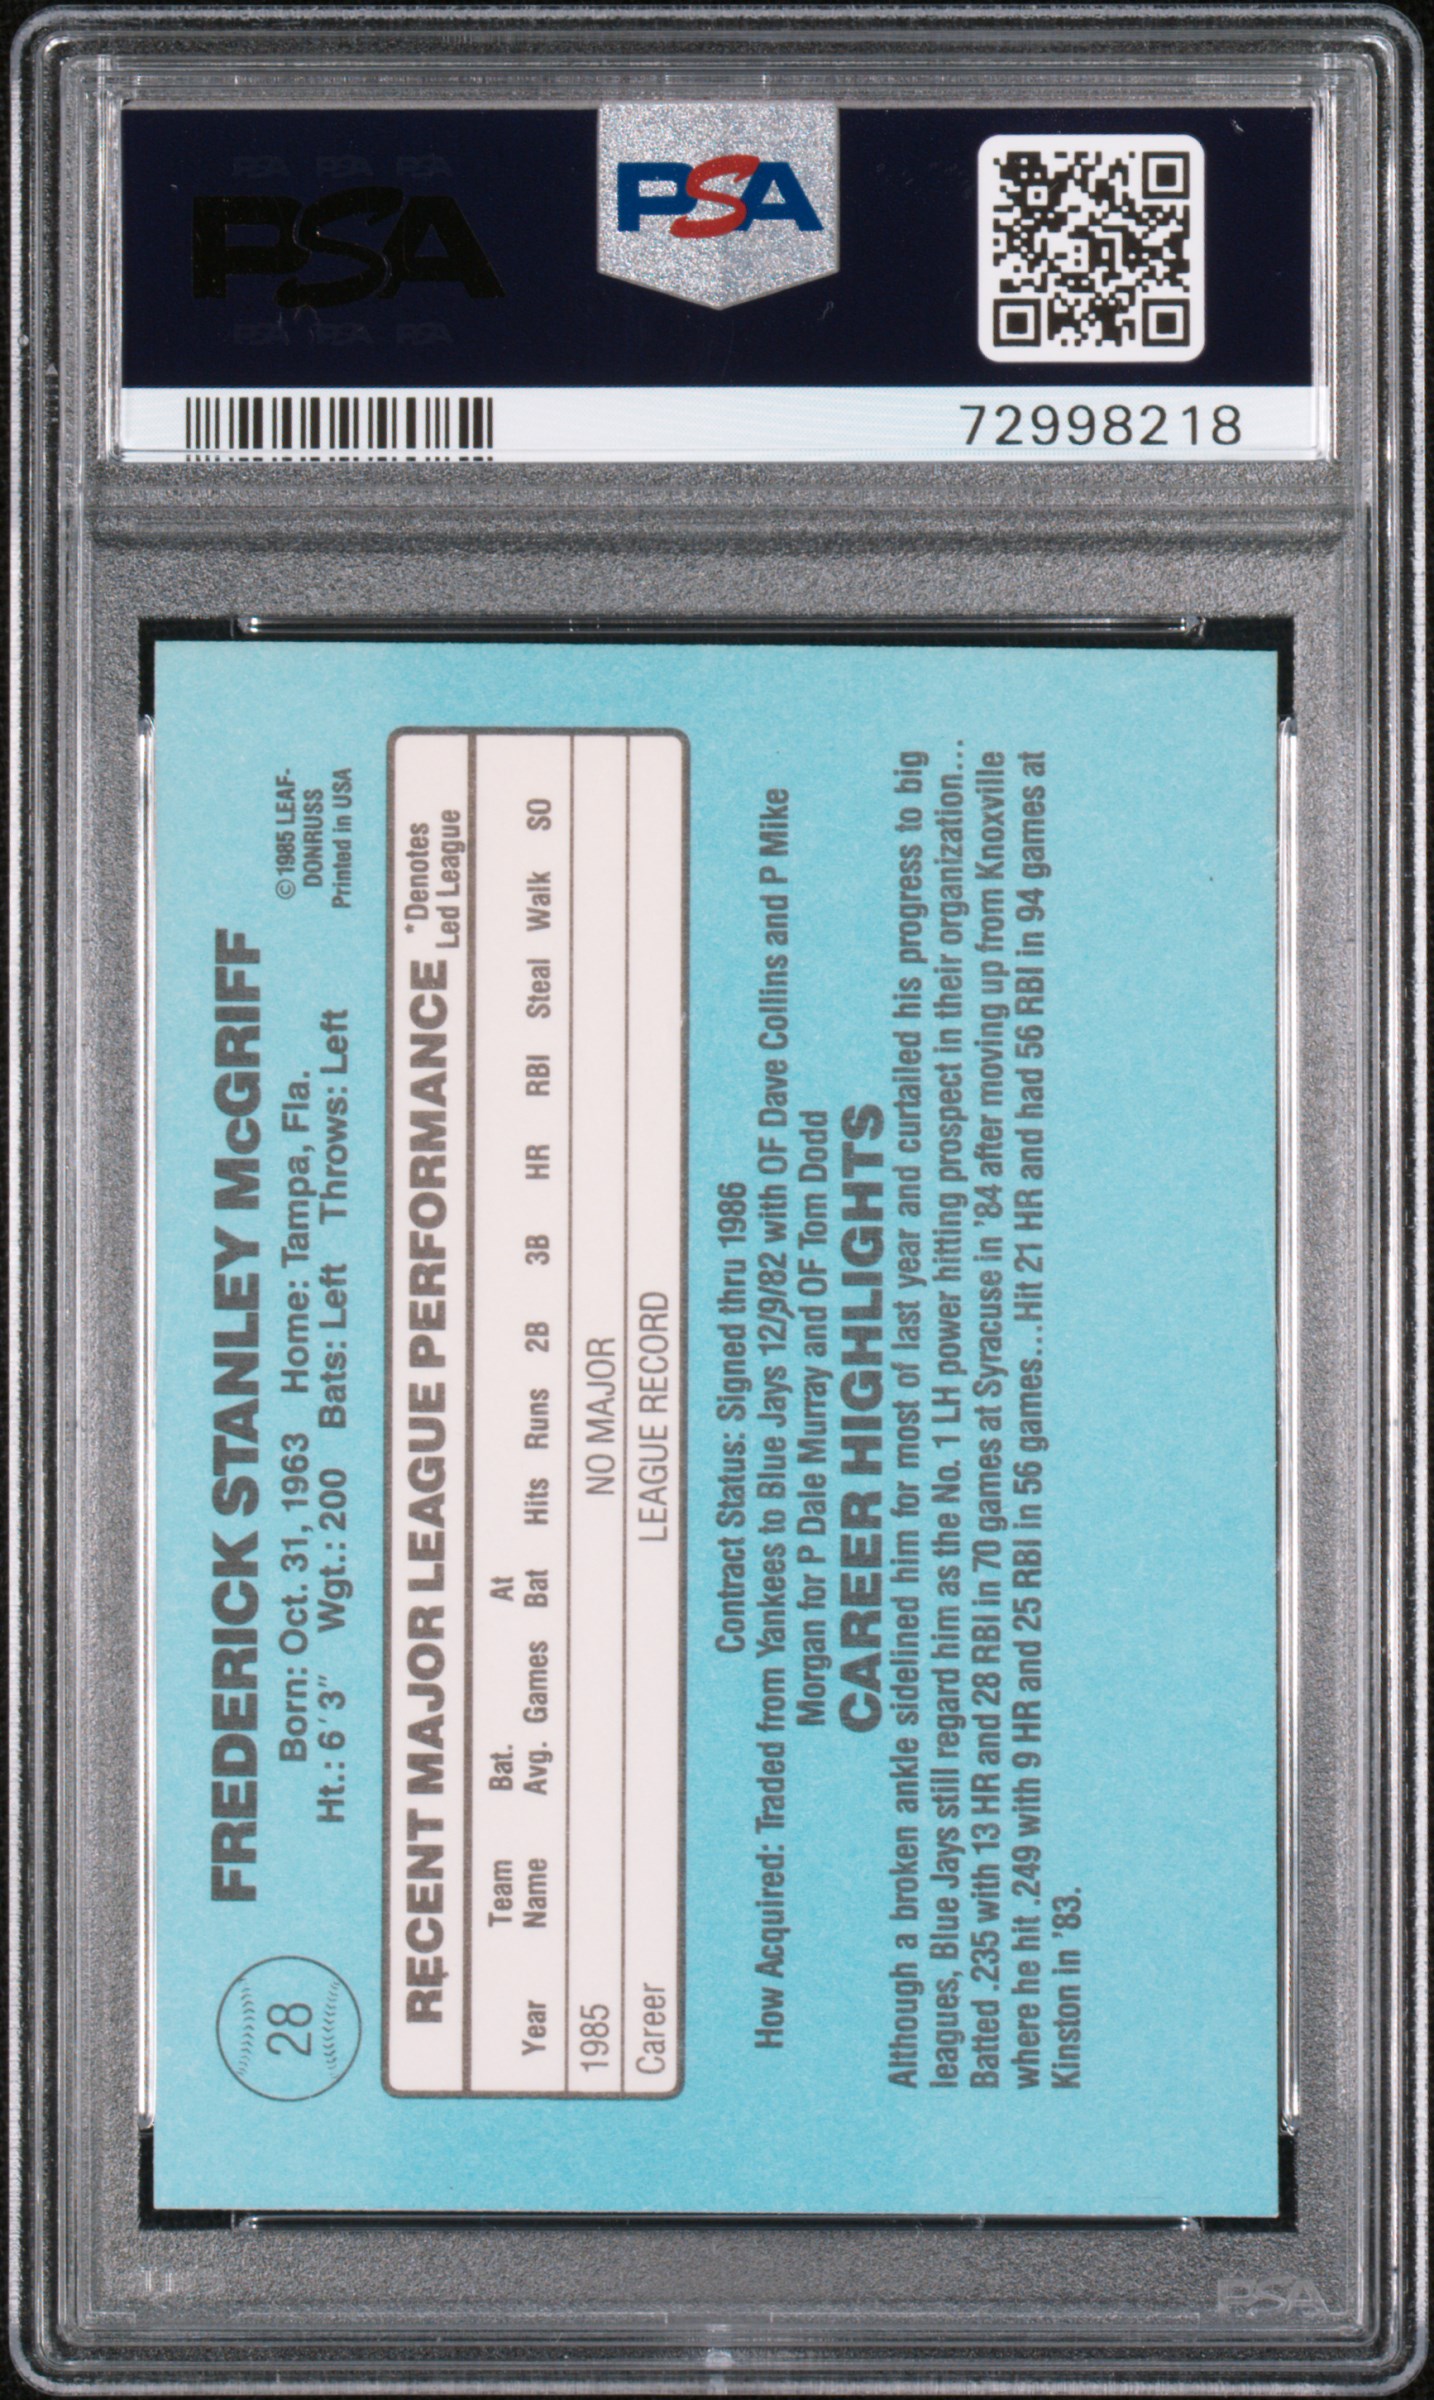 PSA PSA PSA
PSA
PSA PSA PSA
PSA
72998218
28
FREDERICK STANLEY McGRIFF
Born: Oct. 31, 1963 Home: Tampa, Fla.
Ht.: 6'3" Wgt.: 200 Bats: Left Throws: Left
©1985 LEAF-
DONRUSS
Printed in USA
RECENT MAJOR LEAGUE PERFORMANCE
*Denotes
Led League
Year Team Name Bat. Avg. Games At Bat Hits Runs 2B 3B HR RBI Steal Walk SO
1985 NO MAJOR
Career LEAGUE RECORD
Contract Status: Signed thru 1986
How Acquired: Traded from Yankees to Blue Jays 12/9/82 with OF Dave Collins and P Mike
Morgan for P Dale Murray and OF Tom Dodd
CAREER HIGHLIGHTS
Although a broken ankle sidelined him for most of last year and curtailed his progress to big
leagues, Blue Jays still regard him as the No. 1 LH power hitting prospect in their organization...
Batted .235 with 13 HR and 28 RBI in 70 games at Syracuse in '84 after moving up from Knoxville
where he hit .249 with 9 HR and 25 RBI in 56 games...Hit 21 HR and had 56 RBI in 94 games at
Kinston in '83.
PSA